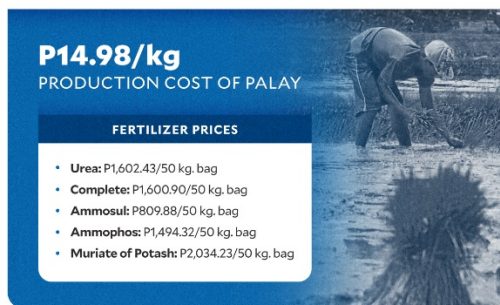 P14.98/kg
PRODUCTION COST OF PALAY
FERTILIZER PRICES
• Urea: P1,602.43/50 kg. bag
• Complete: P1,600.90/50 kg. bag
• Ammosul: P809.88/50 kg. bag
• Ammophos: P1,494.32/50 kg. bag
• Muriate of Potash: P2,034.23/50 kg. bag